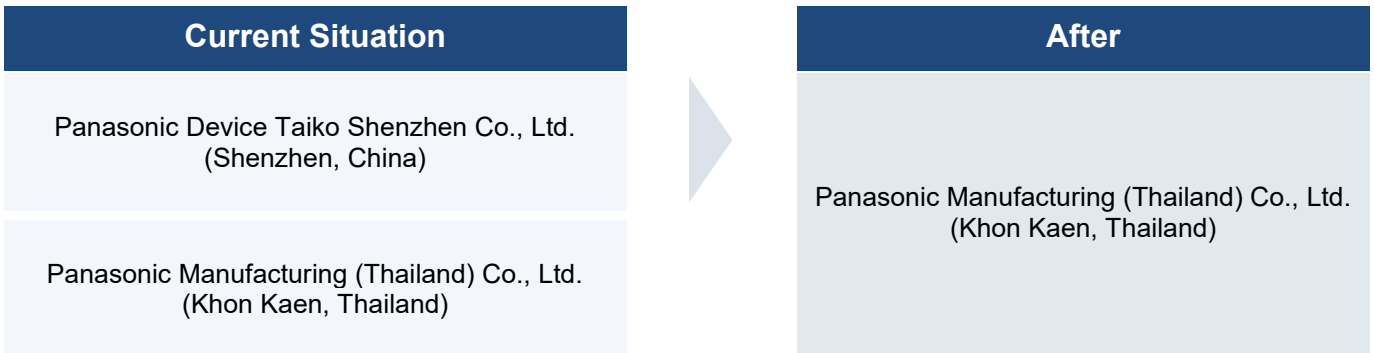 Current Situation
Panasonic Device Taiko Shenzhen Co., Ltd.
(Shenzhen, China)
Panasonic Manufacturing (Thailand) Co., Ltd.
(Khon Kaen, Thailand)
After
Panasonic Manufacturing (Thailand) Co., Ltd.
(Khon Kaen, Thailand)